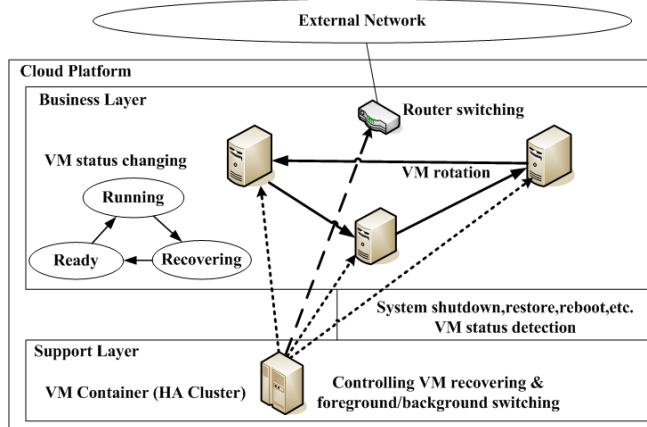 External Network
Cloud Platform
Business Layer
Router switching
VM status changing
VM rotation
Running
Ready
Recovering
System shutdown,restore,reboot,etc.
VM status detection
Support Layer
VM Container (HA Cluster)
Controlling VM recovering &
foreground/background switching